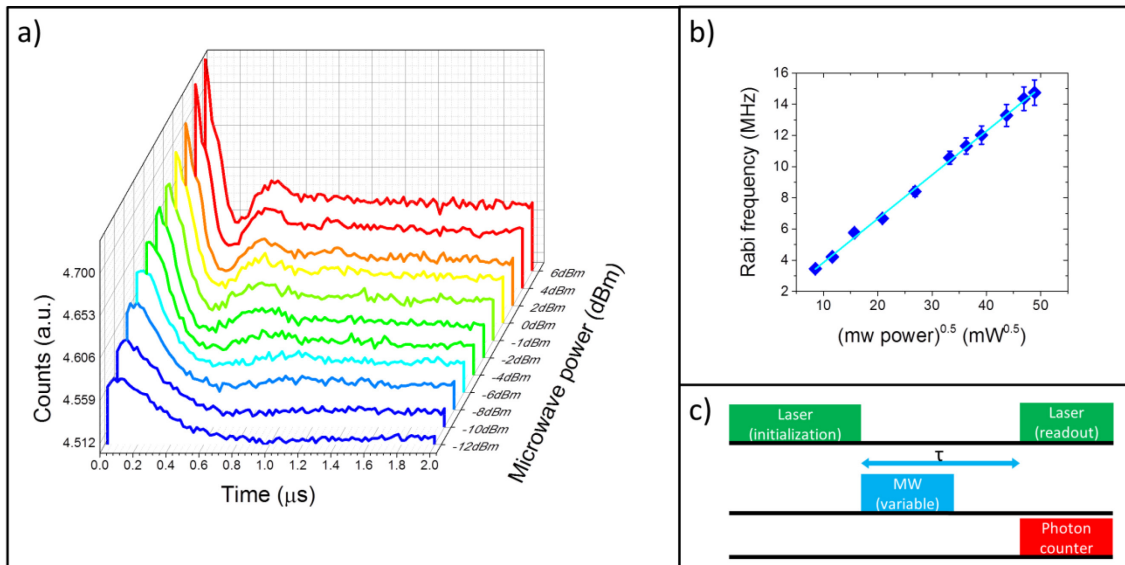 a)
4.700
4.653
4.606
4.559
4.512
Counts (a.u.)
0.0 0.2 0.4 0.6 0.8 1.0 1.2 1.4 1.6 1.8 2.0
Time (μs)
6dBm
4dBm
2dBm
0dBm
-1dBm
-2dBm
-4dBm
-6dBm
-8dBm
-10dBm
-12dBm
Microwave power (dBm)
b)
16
14
12
10
8
6
4
2
Rabi frequency (MHz)
10 20 30 40 50
(mw power)^0.5 (mW^0.5)
c)
Laser
(initialization)
Laser
(readout)
τ
MW
(variable)
Photon
counter